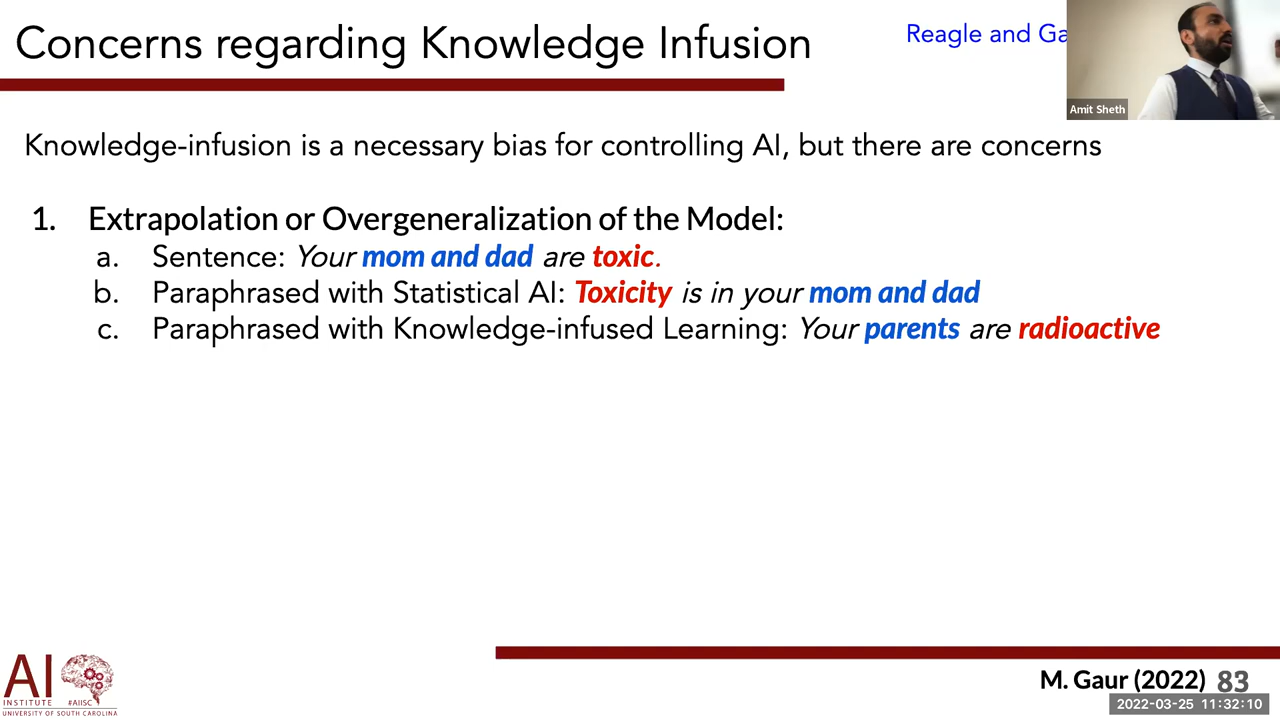 Concerns regarding Knowledge Infusion
Reagle and
Amit Sheth
Knowledge-infusion is a necessary bias for controlling AI, but there are concerns
1. Extrapolation or Overgeneralization of the Model:
a. Sentence: Your mom and dad are toxic.
b. Paraphrased with Statistical AI: Toxicity is in your mom and dad
c. Paraphrased with Knowledge-infused Learning: Your parents are radioactive
AI
INSTITUTE #AIISC
UNIVERSITY OF SOUTH CAROLINA
M. Gaur (2022) 83
2022-03-25 11:32:10